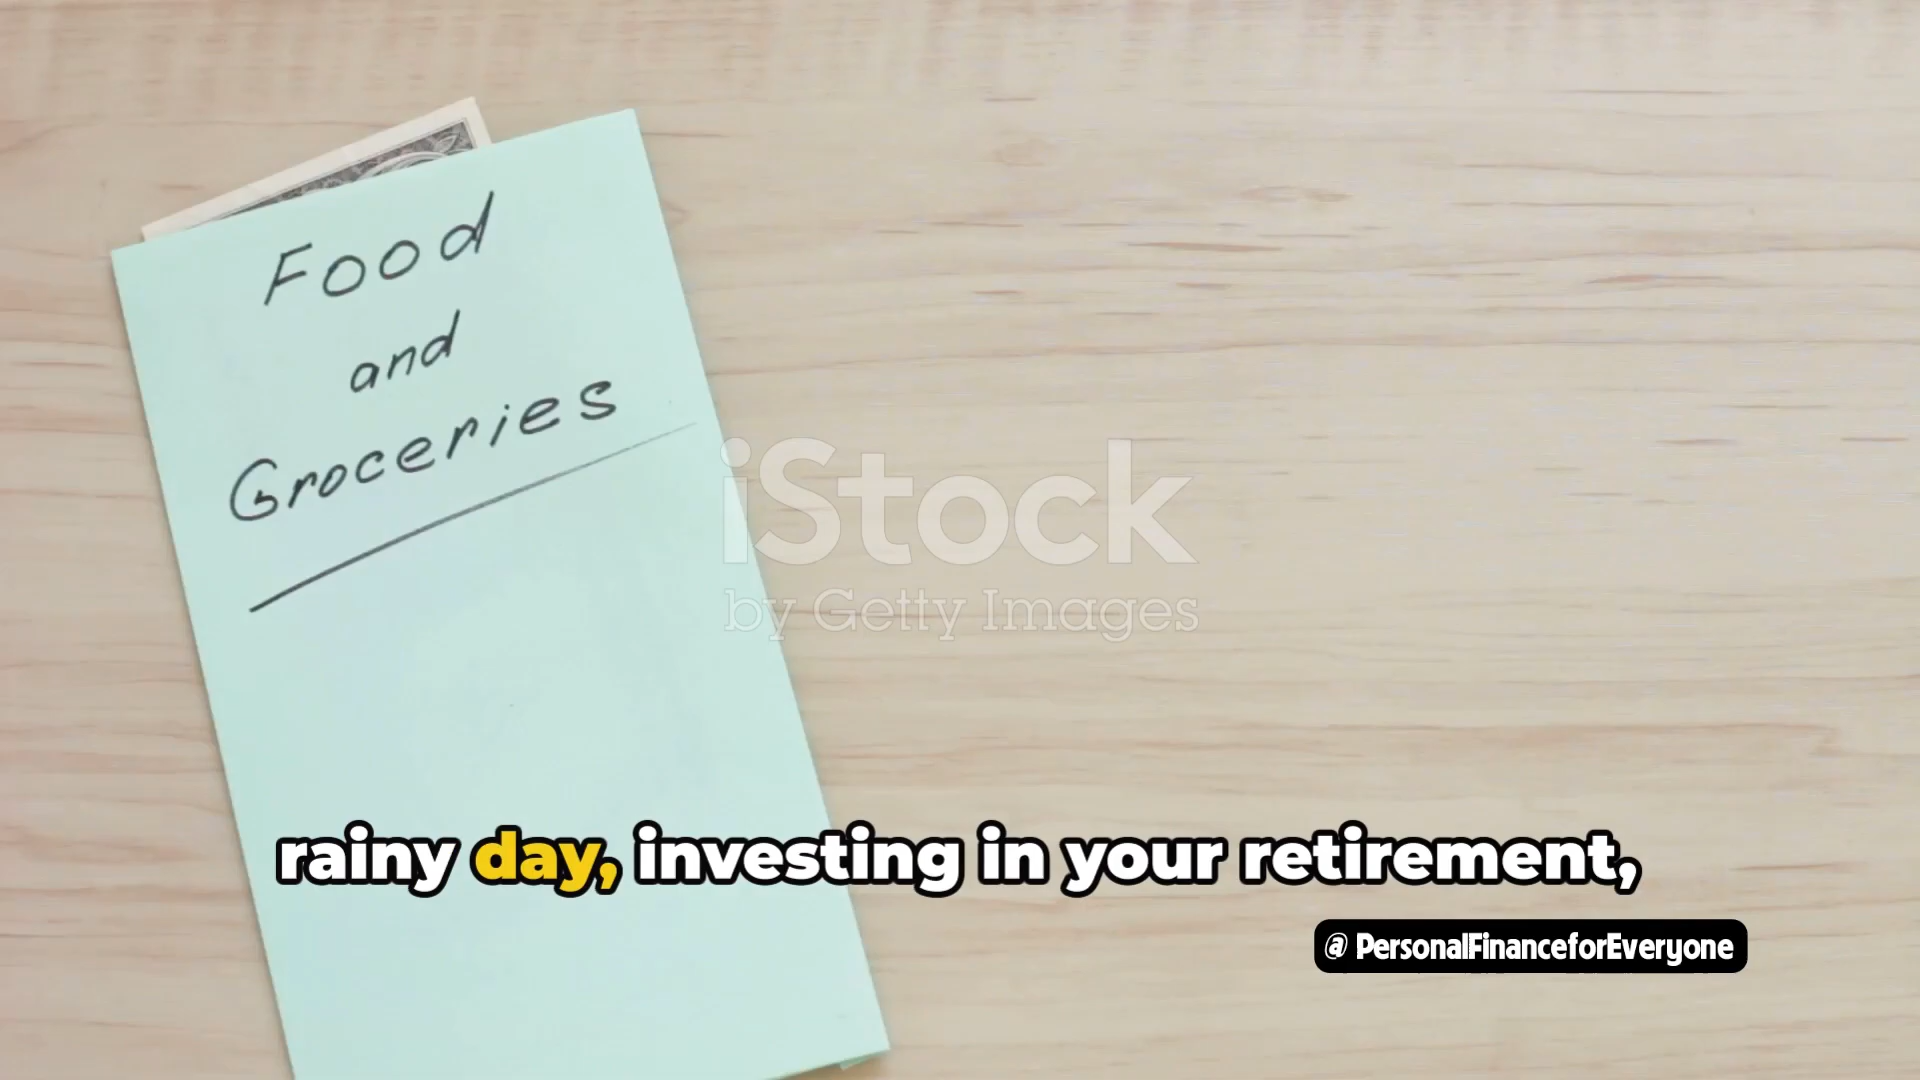 Food
and
Groceries
iStock
by Getty Images
rainy day, investing in your retirement,
@ PersonalFinanceforEveryone